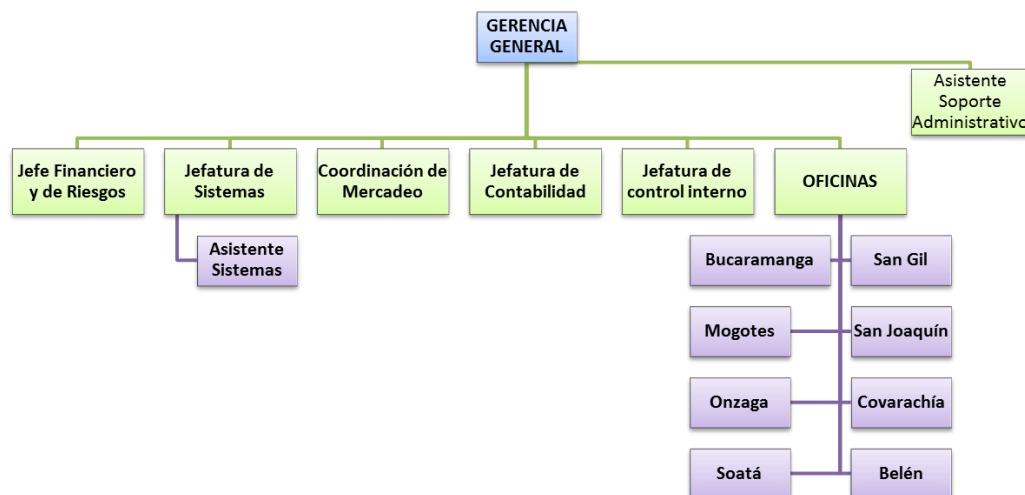 GERENCIA
GENERAL
Asistente
Soporte
Administrativo
Jefe Financiero
y de Riesgos
Jefatura de
Sistemas
Coordinación de
Mercadeo
Jefatura de
Contabilidad
Jefatura de
control interno
OFICINAS
Asistente
Sistemas
Bucaramanga
San Gil
Mogotes
San Joaquín
Onzaga
Covarachía
Soatá
Belén